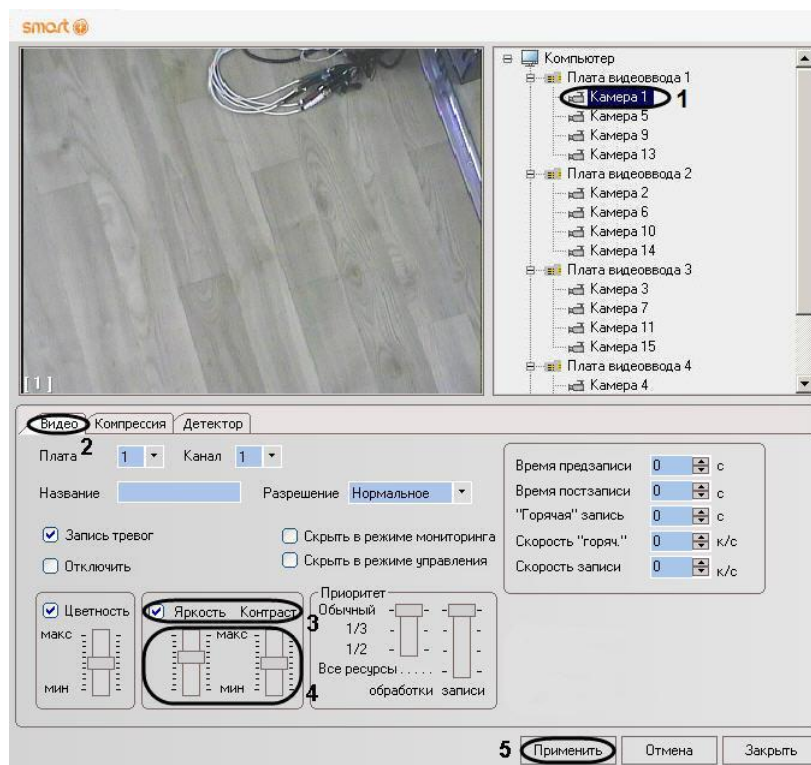 smart
Компьютер
Плата видеоввода 1
Камера 1 1
Камера 5
Камера 9
Камера 13
Плата видеоввода 2
Камера 2
Камера 6
Камера 10
Камера 14
Плата видеоввода 3
Камера 3
Камера 7
Камера 11
Камера 15
Плата видеоввода 4
Камера 4
[1]
Видео Компрессия Детектор
2
Плата 1 Канал 1
Название Разрешение Нормальное
Запись тревог Скрыть в режиме мониторинга
Отключить Скрыть в режиме управления
Время предзаписи 0 с
Время постзаписи 0 с
"Горячая" запись 0 с
Скорость "горяч." 0 к/с
Скорость записи 0 к/с
Цветность Яркость Контраст 3
макс макс
мин мин 4
Приоритет
Обычный
1/3
1/2
Все ресурсы.....
обработки записи
5 Применить Отмена Закрыть